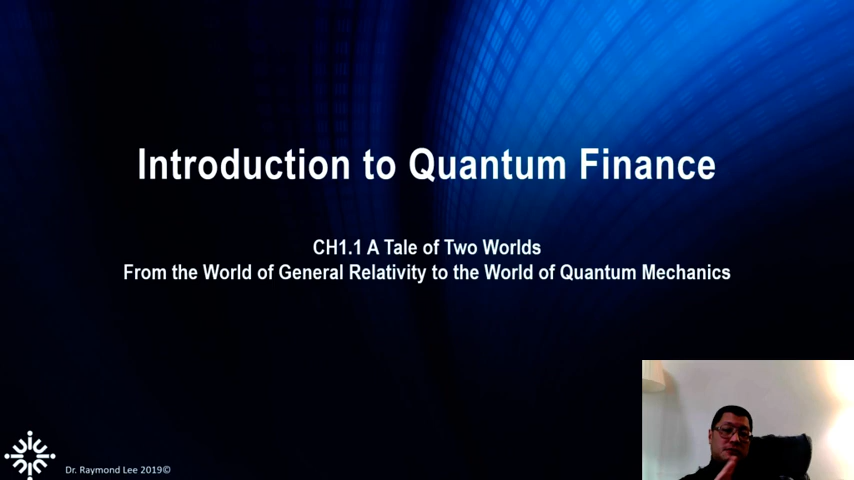 Introduction to Quantum Finance
CH1.1 A Tale of Two Worlds
From the World of General Relativity to the World of Quantum Mechanics
Dr. Raymond Lee 2019©